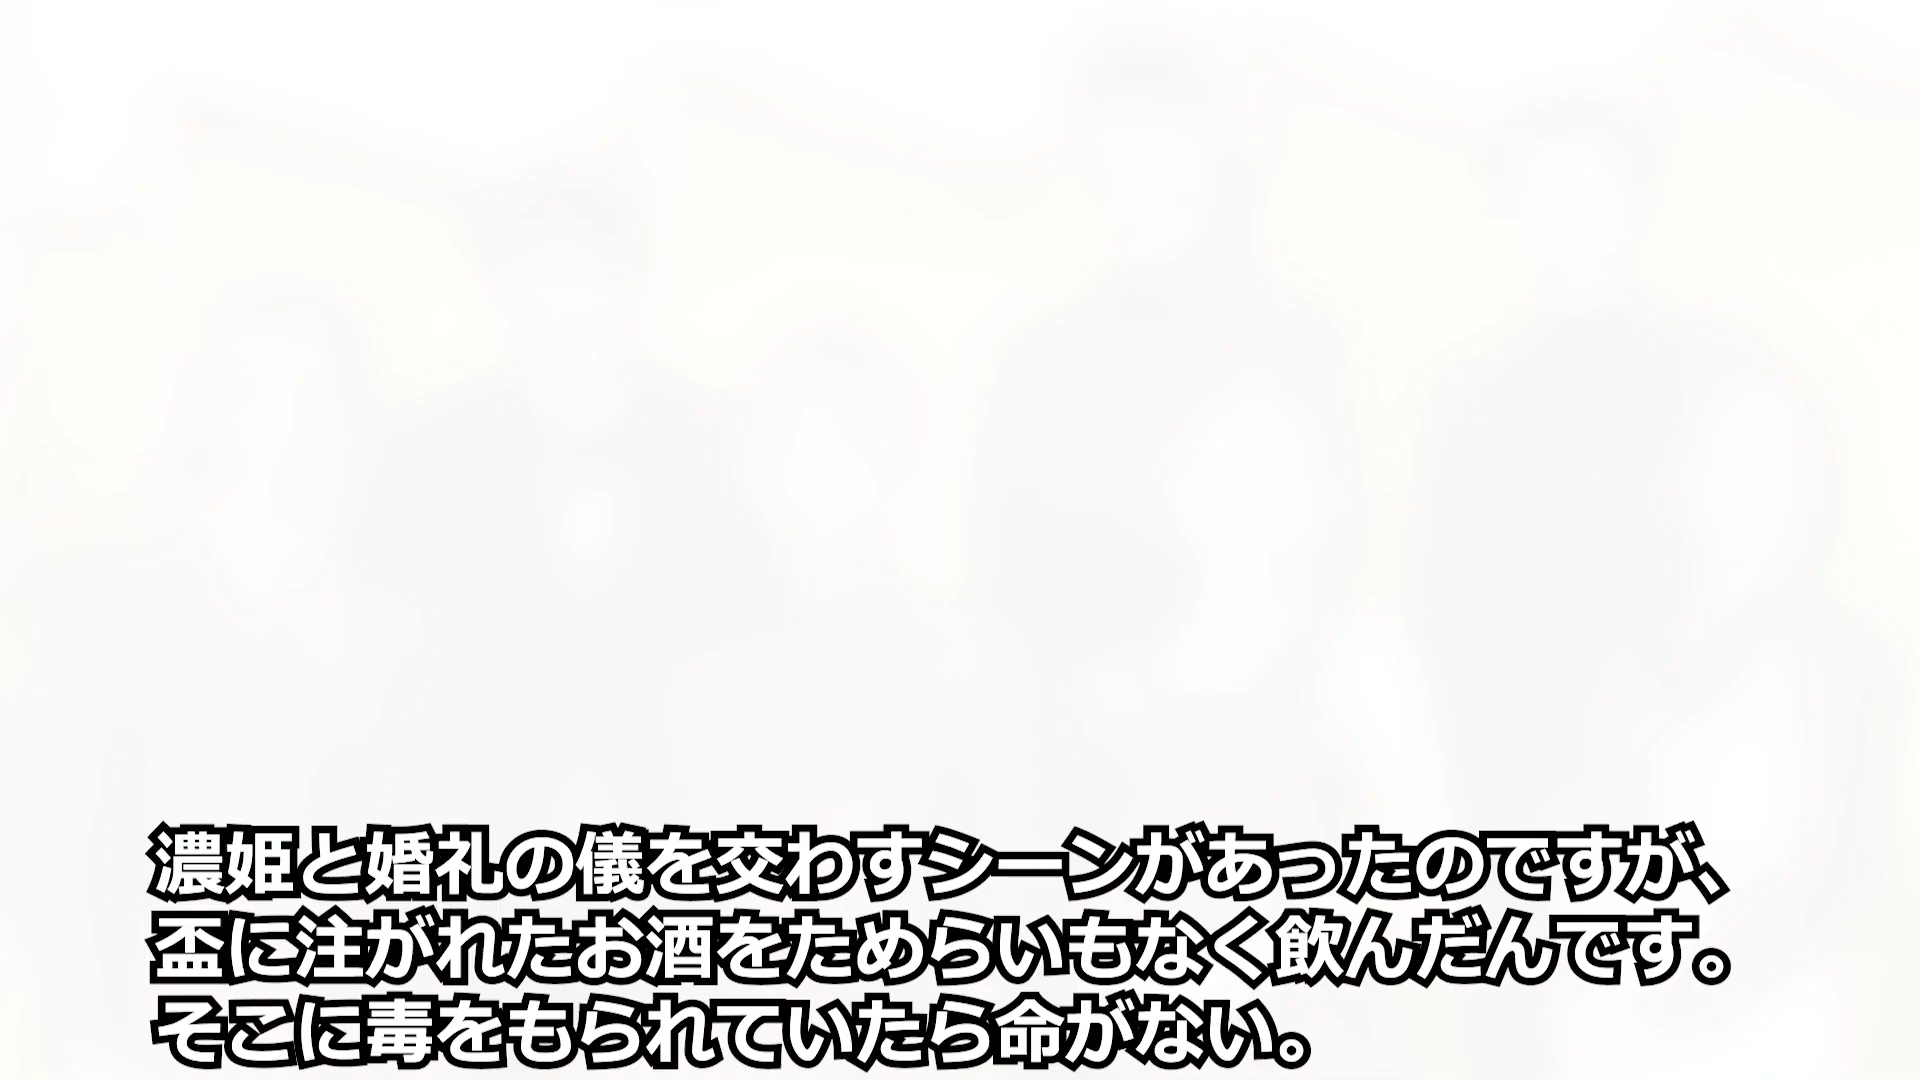 濃姫と婚礼の儀を交わすシーンがあったのですが、
盃に注がれたお酒をためらいもなく飲んだんです。
そこに毒をもられていたら命がない。